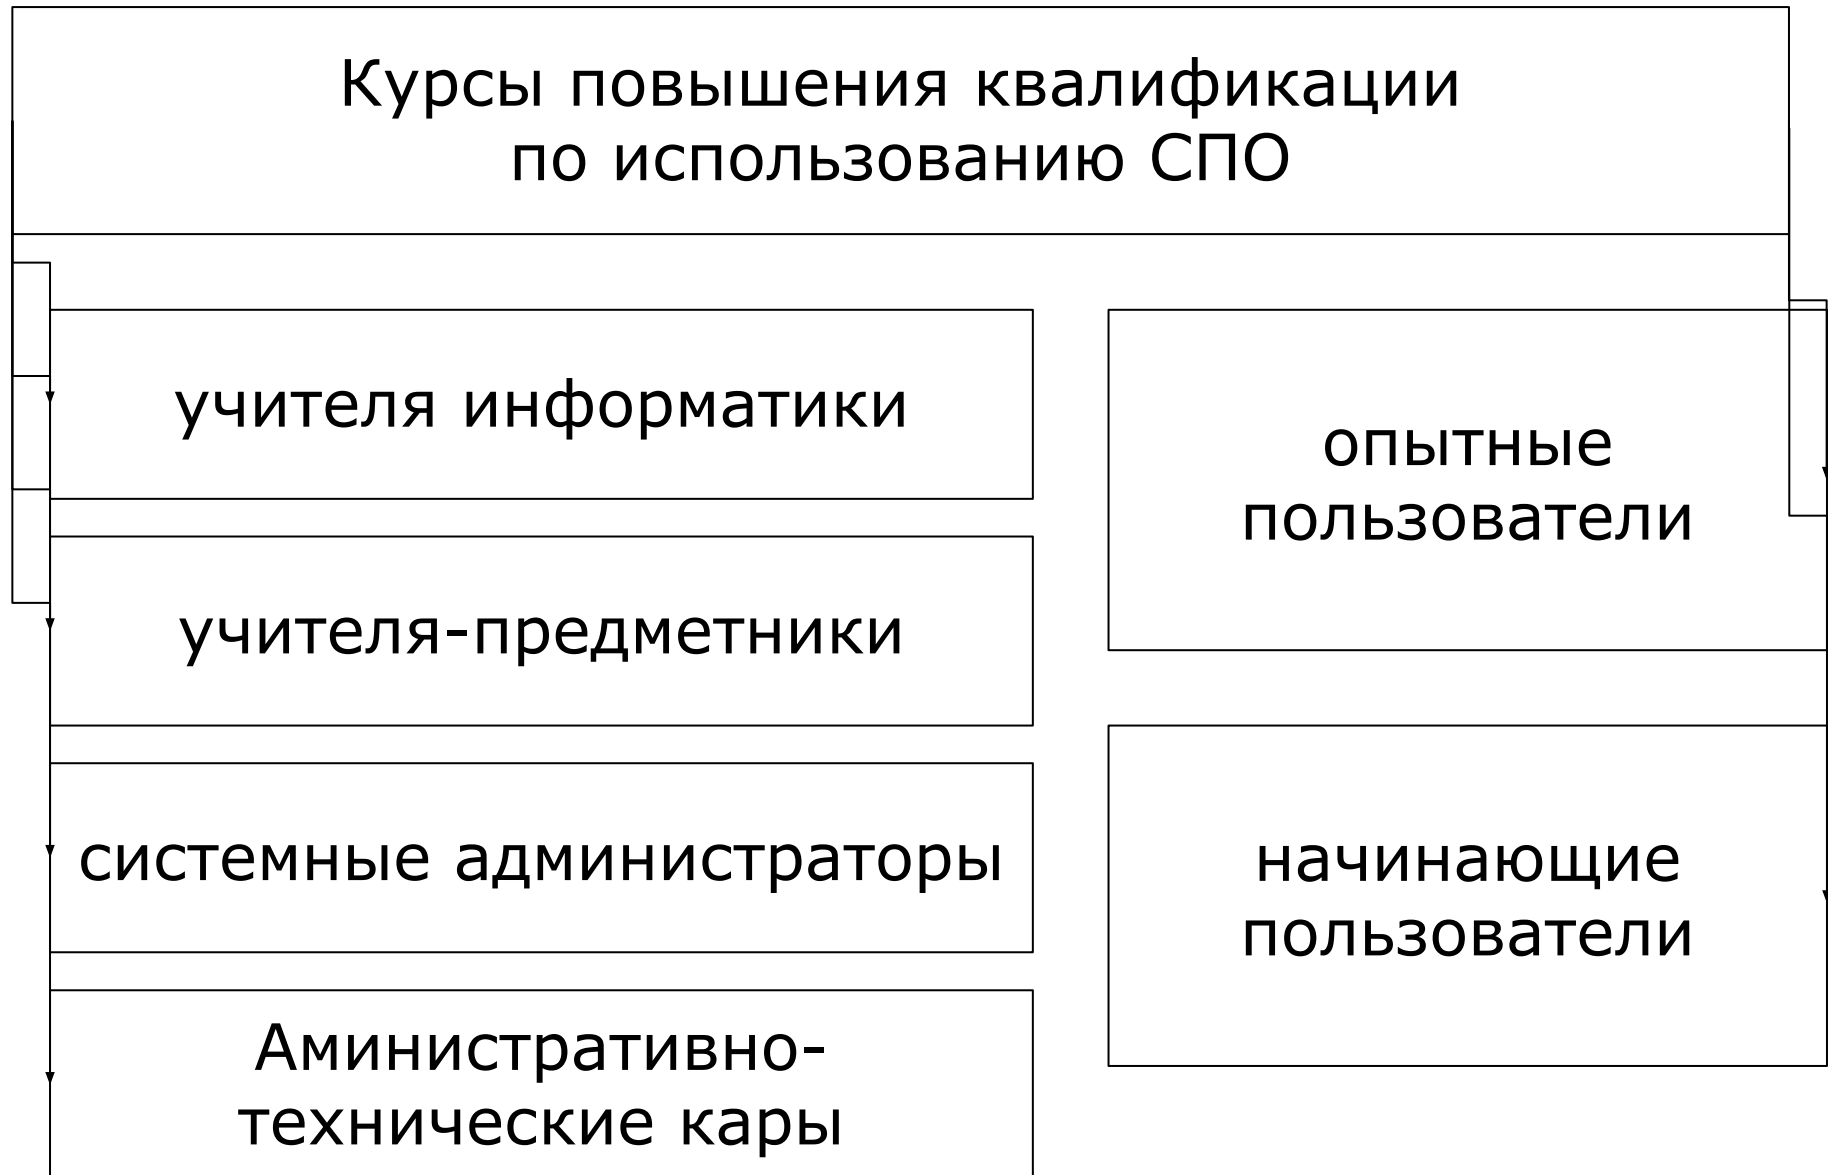 Курсы повышения квалификации
по использованию СПО
учителя информатики
учителя-предметники
системные администраторы
Аминистративно-
технические кары
опытные
пользователи
начинающие
пользователи